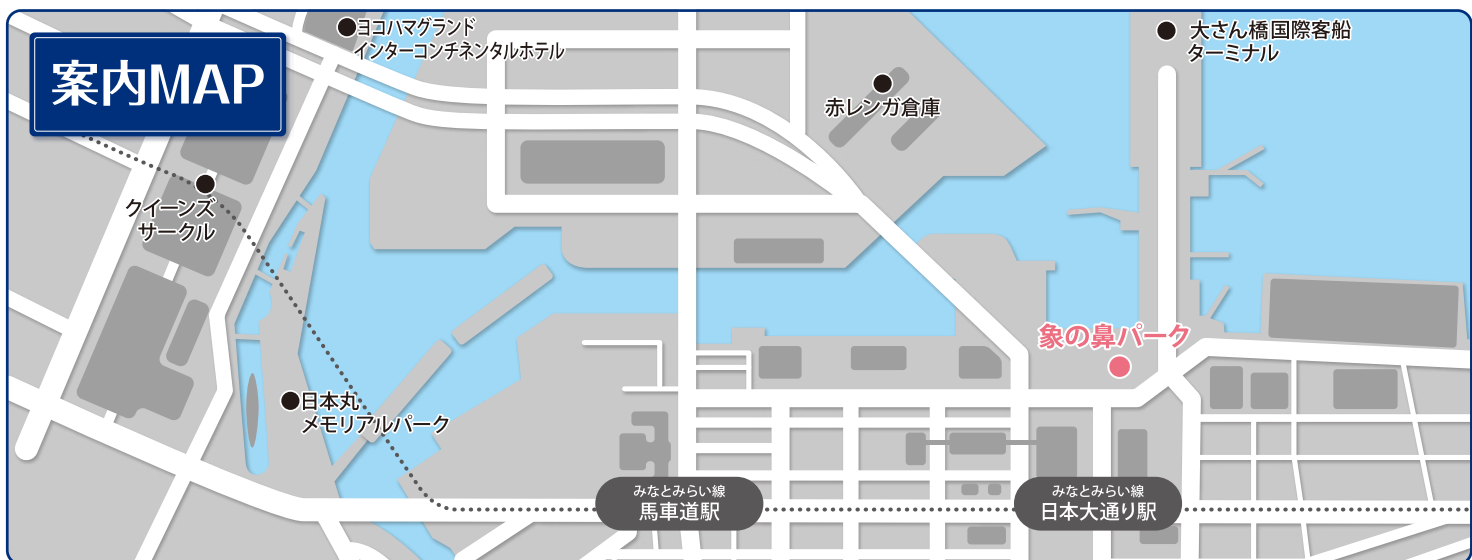 案内MAP
ヨコハマグランド
インターコンチネンタルホテル
大さん橋国際客船
ターミナル
赤レンガ倉庫
クイーンズ
サークル
象の鼻パーク
日本丸
メモリアルパーク
みなとみらい線
馬車道駅
みなとみらい線
日本大通り駅